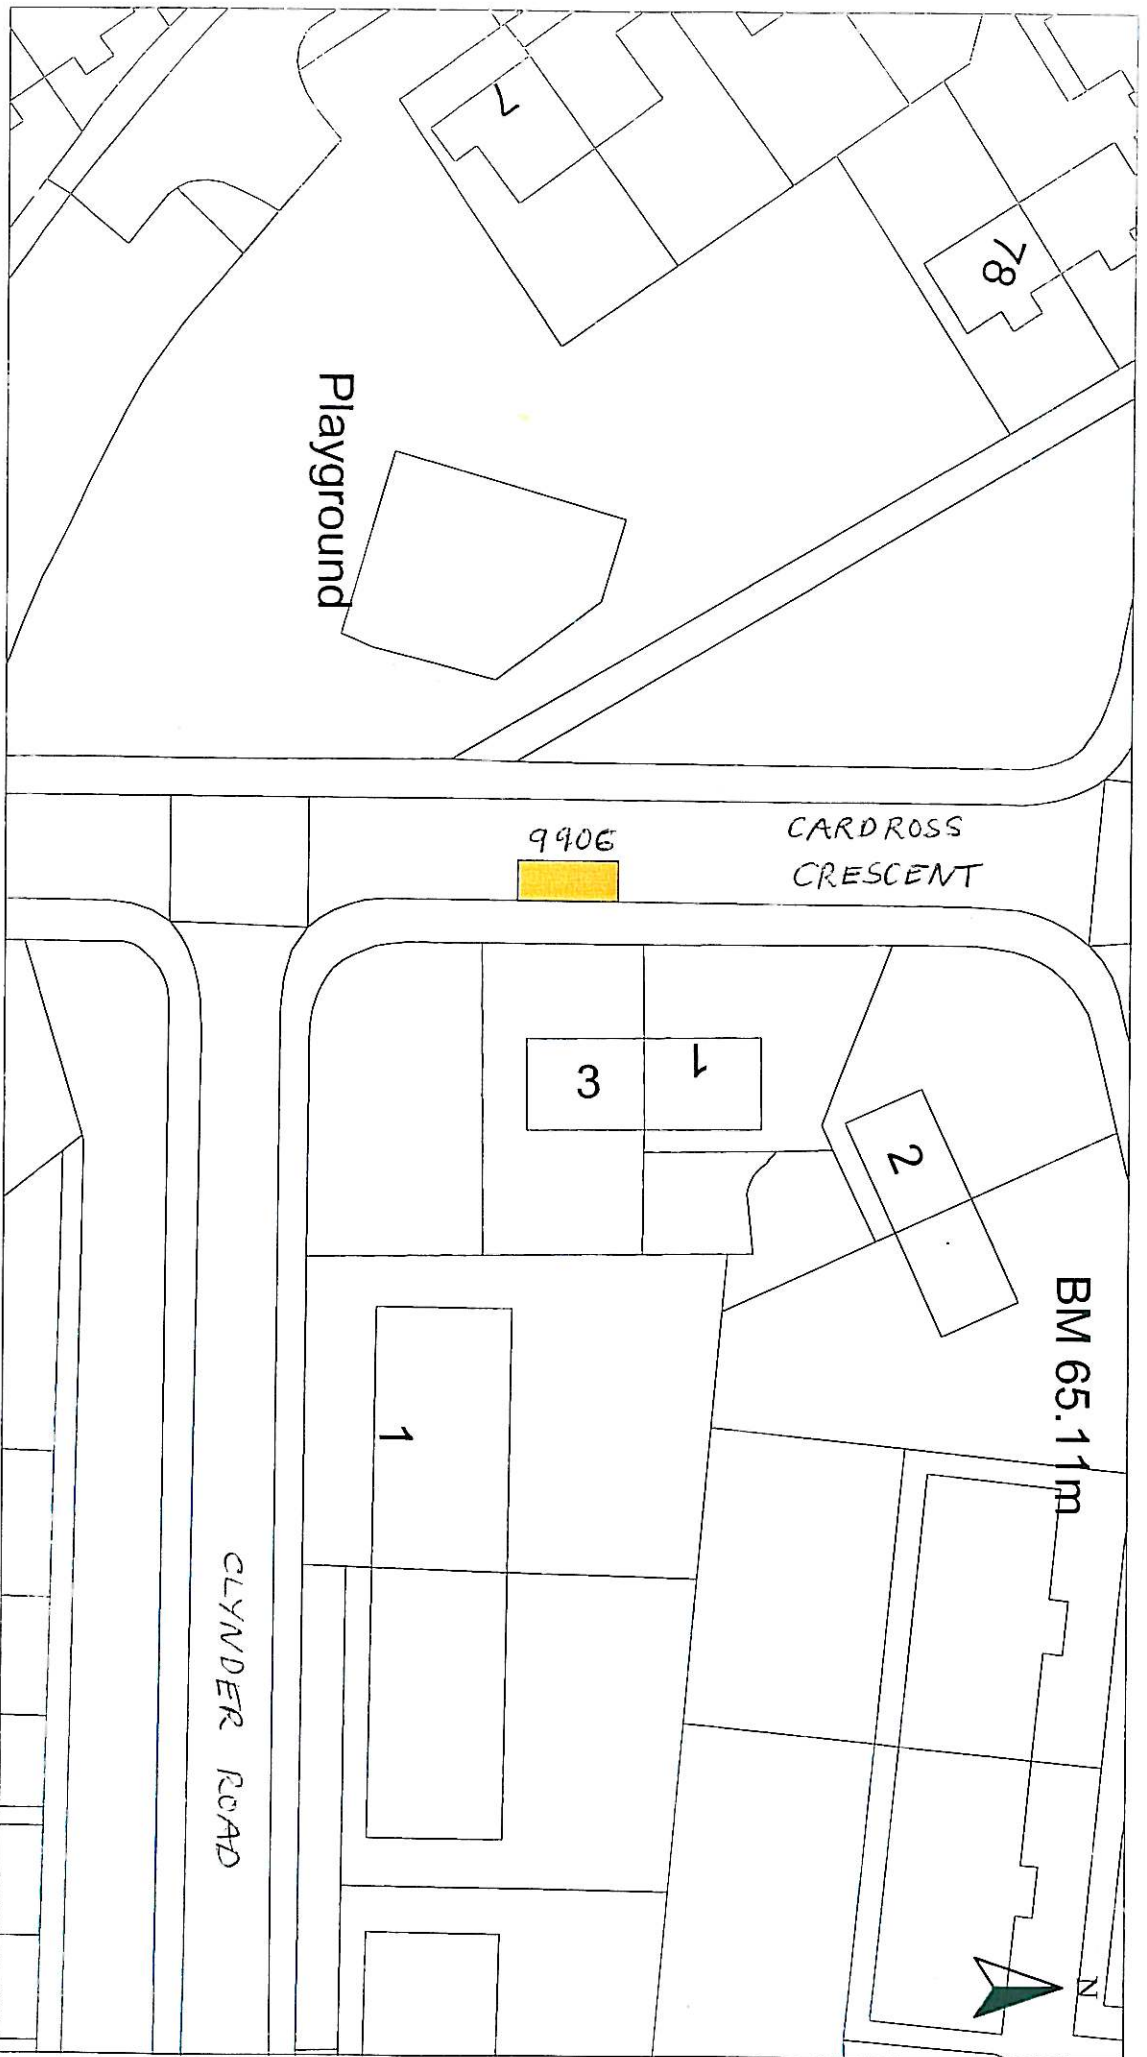 7
78
Playground
9906
CARDROSS
CRESCENT
3
1
2
BM 65.11m
1
CLYNDER ROAD
N